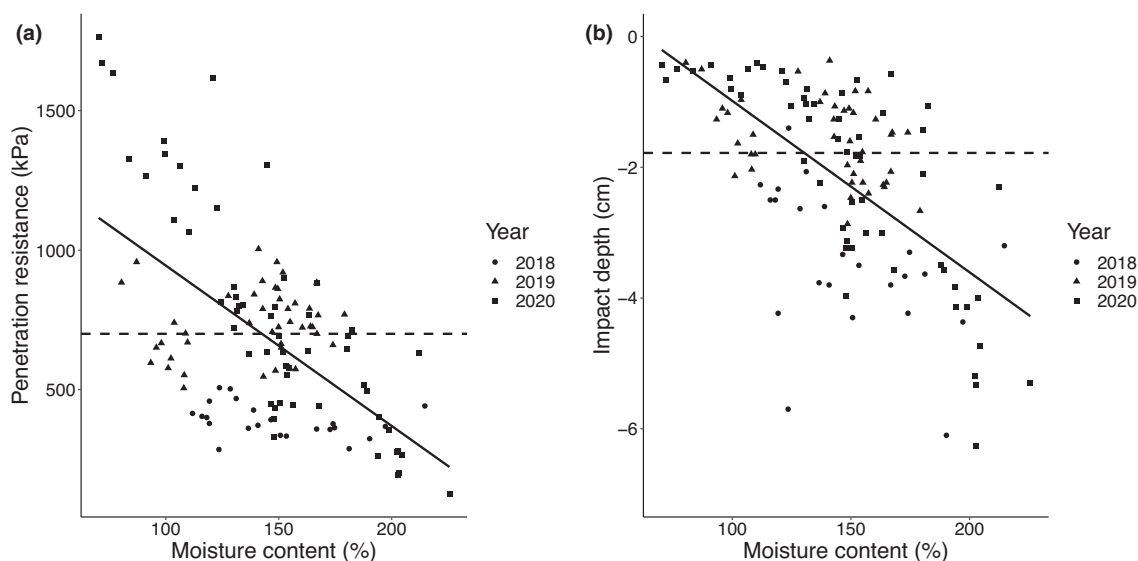 (a)
Penetration resistance (kPa)
1500
1000
500
100
150
200
Moisture content (%)
Year
2018
2019
2020
(b)
Impact depth (cm)
0
−2
−4
−6
100
150
200
Moisture content (%)
Year
2018
2019
2020